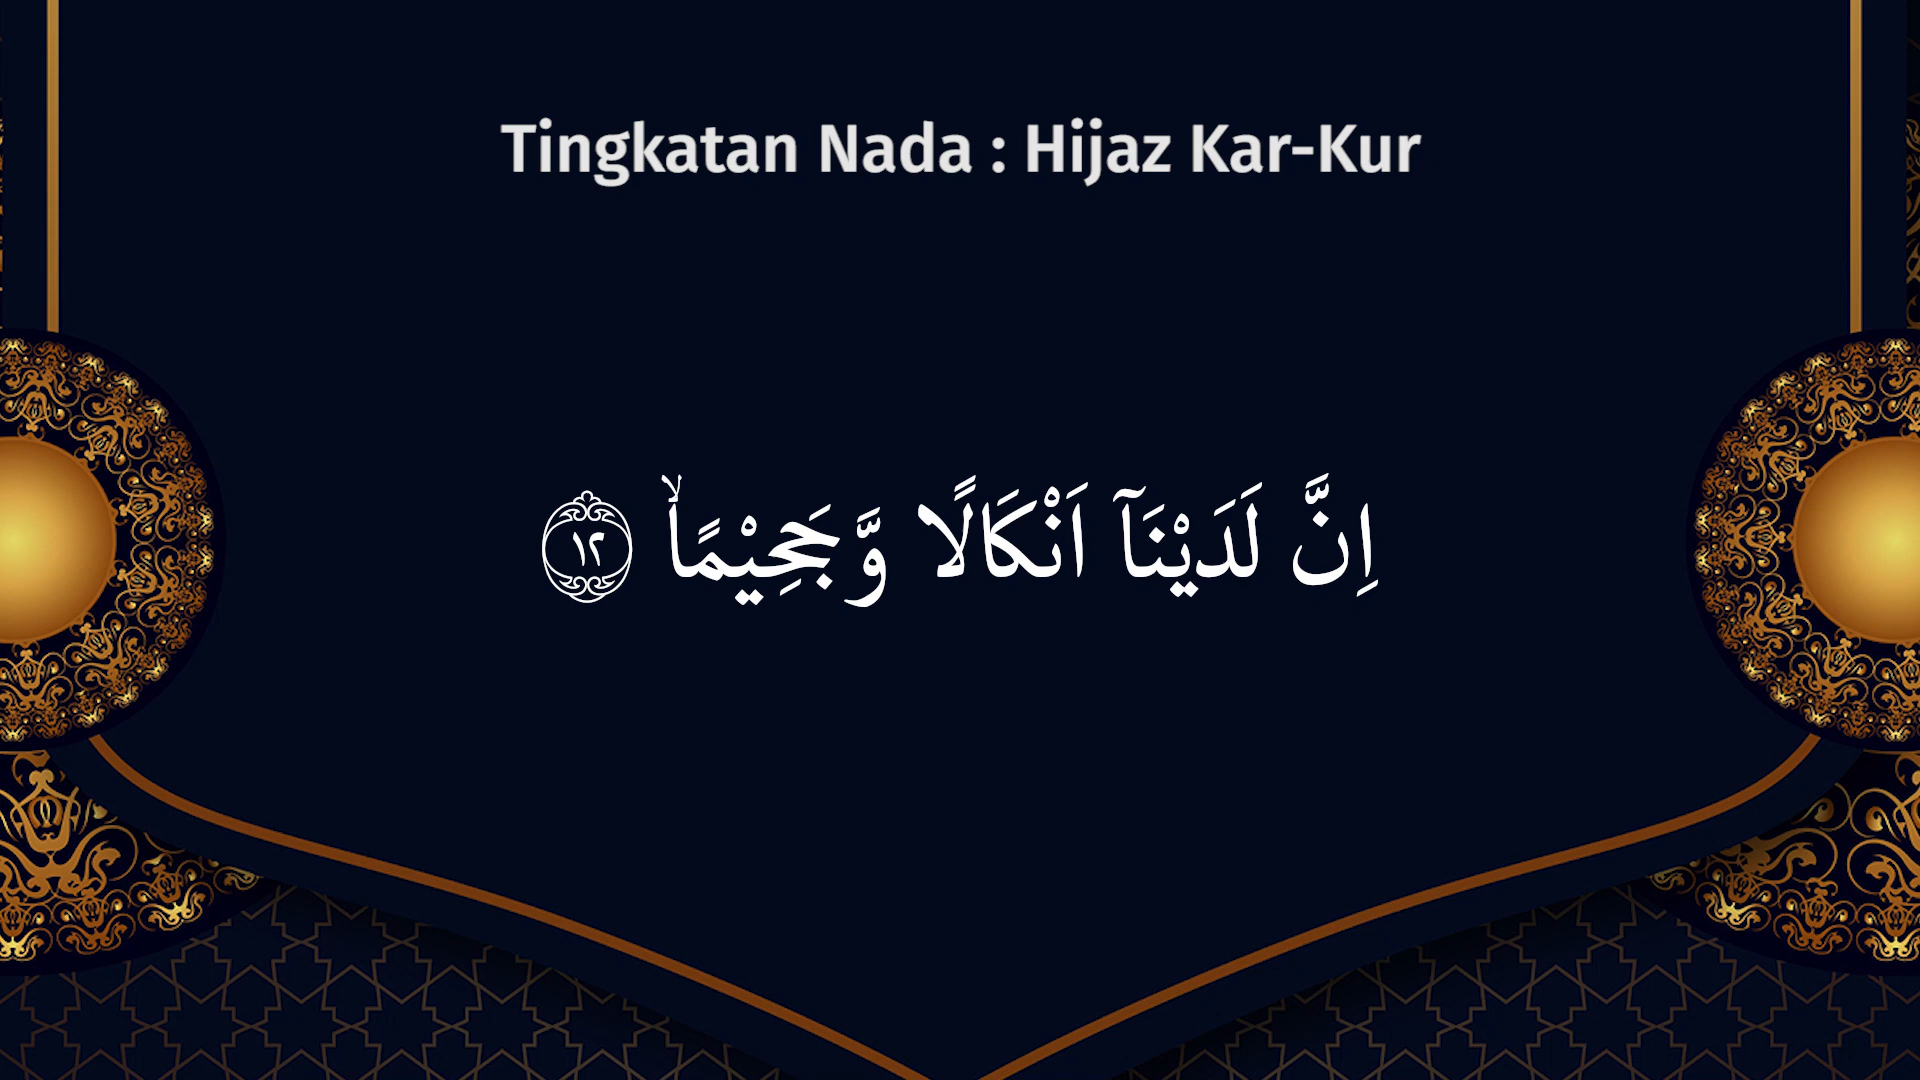 Tingkatan Nada : Hijaz Kar-Kur
اِنَّ لَدَيْنَآ اَنْكَالًا وَّجَحِيْمًاۙ ١٢